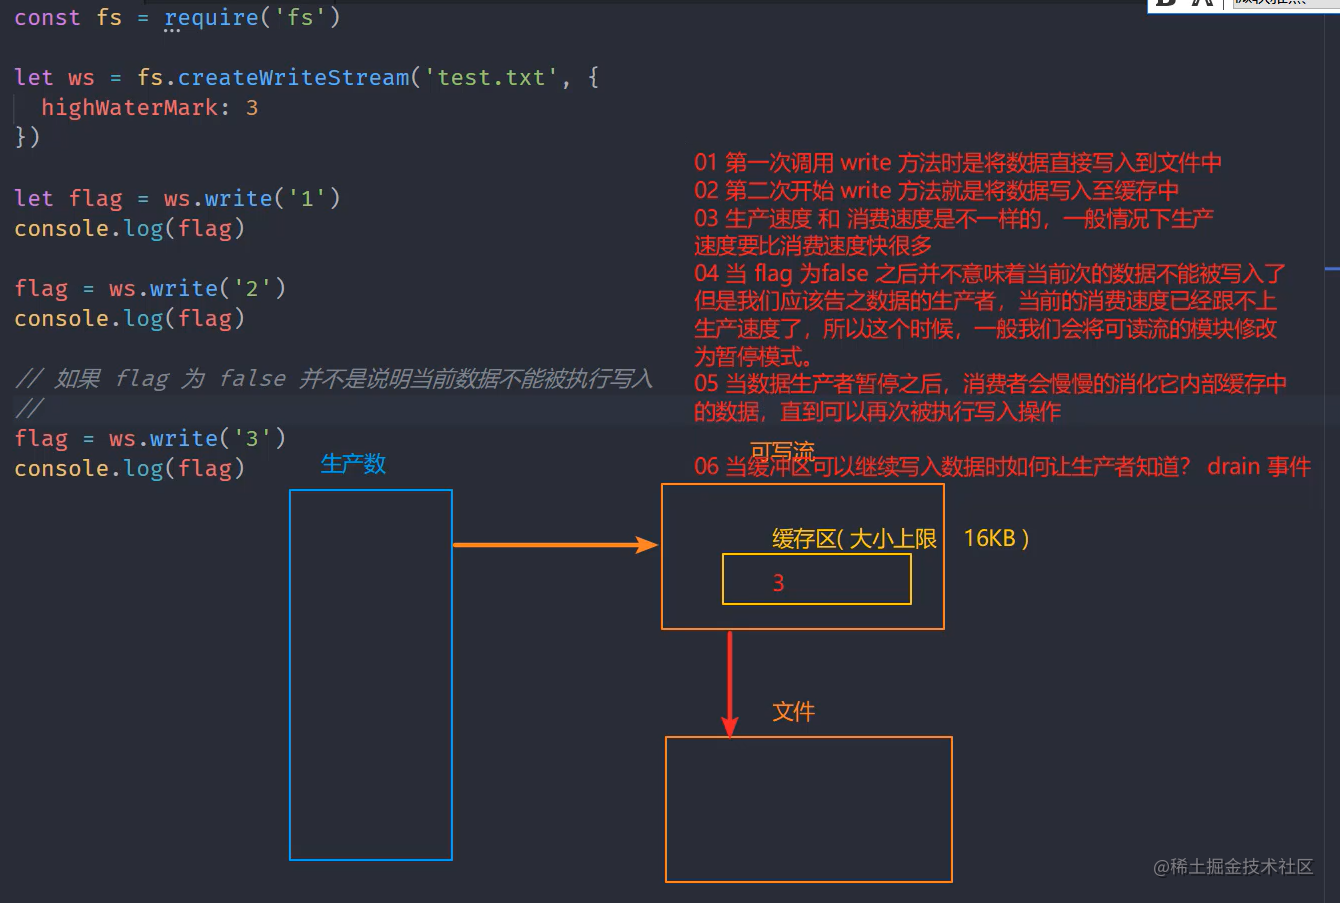 const fs = require('fs')
let ws = fs.createWriteStream('test.txt', {
highWaterMark: 3
})
let flag = ws.write('1')
console.log(flag)
flag = ws.write('2')
console.log(flag)
// 如果 flag 为 false 并不是说明当前数据不能被执行写入
//
flag = ws.write('3')
console.log(flag)
01 第一次调用 write 方法时是将数据直接写入到文件中
02 第二次开始 write 方法就是将数据写入至缓存中
03 生产速度 和 消费速度是不一样的，一般情况下生产
速度要比消费速度快很多
04 当 flag 为false 之后并不意味着当前次的数据不能被写入了
但是我们应该告之数据的生产者，当前的消费速度已经跟不上
生产速度了，所以这个时候，一般我们会将可读流的模块修改
为暂停模式。
05 当数据生产者暂停之后，消费者会慢慢的消化它内部缓存中
的数据，直到可以再次被执行写入操作
06 当缓冲区可以继续写入数据时如何让生产者知道？ drain 事件
生产数
可写流
缓存区( 大小上限 16KB )
3
文件
@稀土掘金技术社区